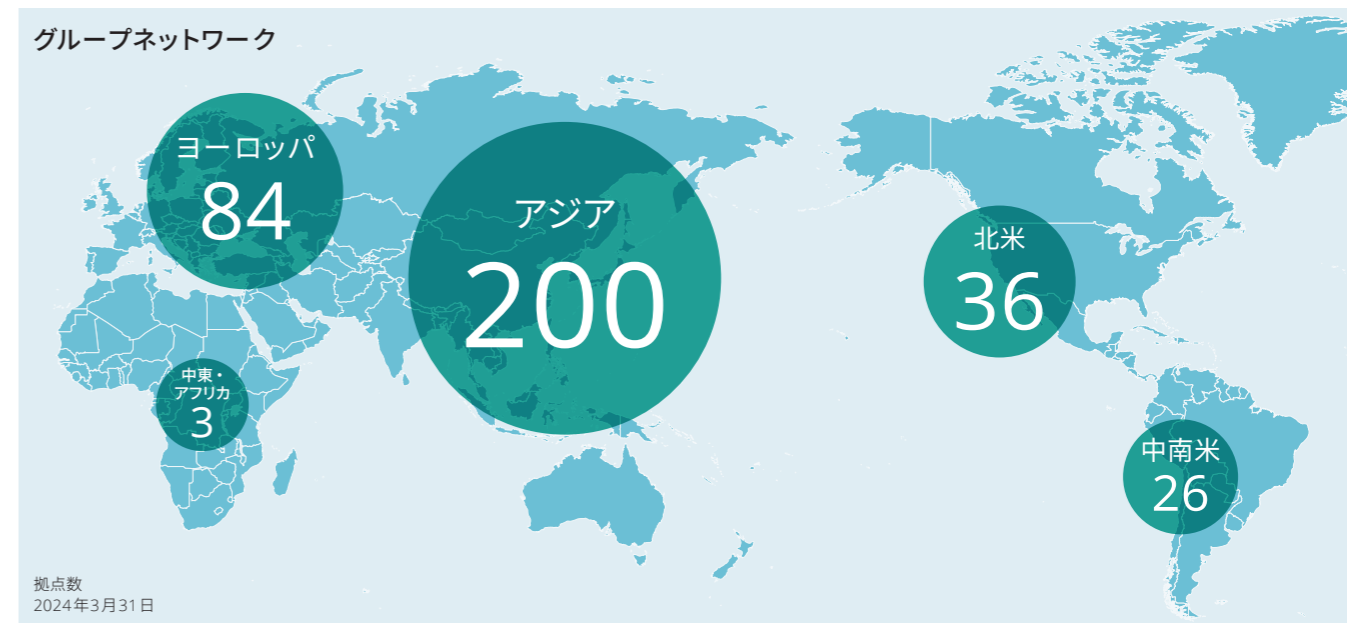 グループネットワーク
ヨーロッパ
84
アジア
200
北米
36
中東・
アフリカ
3
中南米
26
拠点数
2024年3月31日